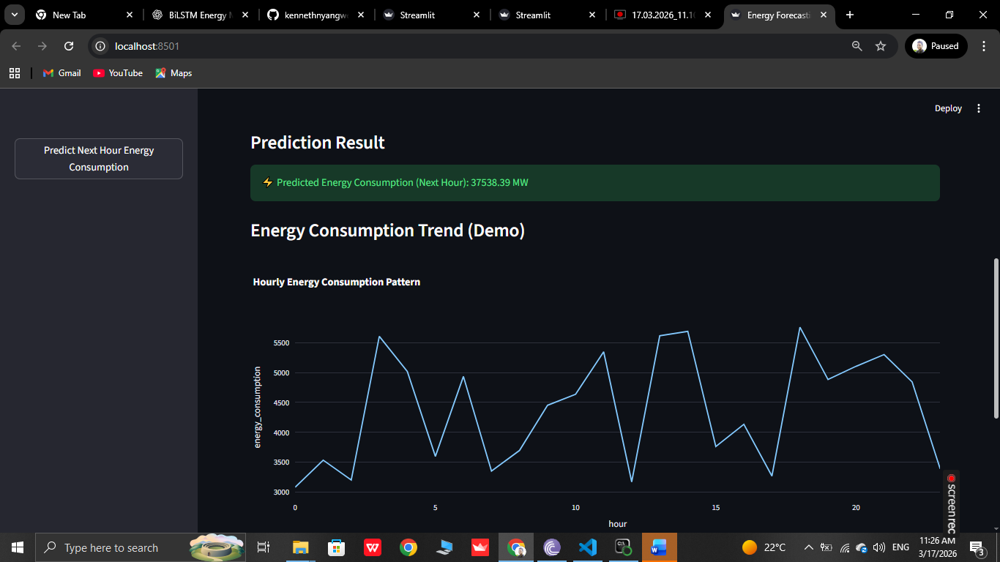 New Tab
BiLSTM Energy M
kennethnyangwe
Streamlit
Streamlit
17.03.2026_11.1
Energy Forecasti
localhost:8501
Paused
Gmail
YouTube
Maps
Deploy
Predict Next Hour Energy
Consumption
Prediction Result
⚡ Predicted Energy Consumption (Next Hour): 37538.39 MW
Energy Consumption Trend (Demo)
Hourly Energy Consumption Pattern
5500
5000
4500
4000
3500
3000
energy_consumption
0
5
10
15
20
hour
screenrec
Type here to search
22°C
ENG
11:26 AM
3/17/2026
3